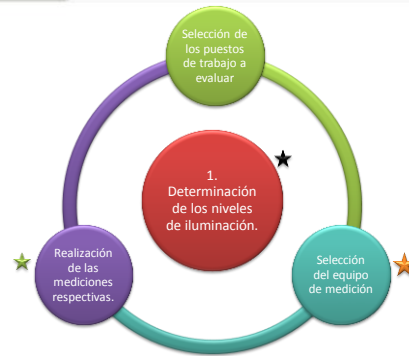 Selección de
los puestos
de trabajo a
evaluar
1.
Determinación
de los niveles
de iluminación.
Realización
de las
mediciones
respectivas.
Selección
del equipo
de medición